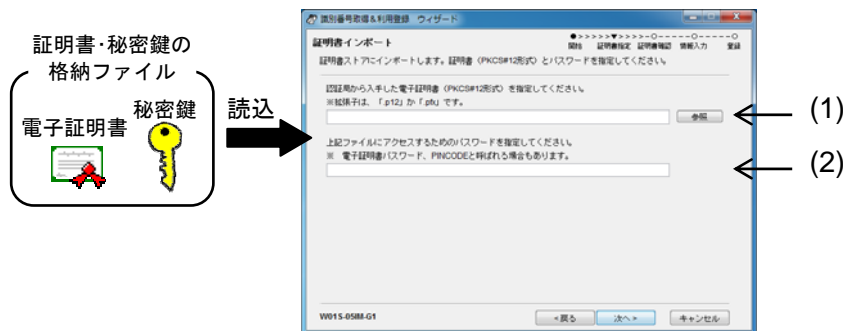 証明書･秘密鍵の
格納ファイル
電子証明書
秘密鍵
読込
識別番号取得＆利用登録　ウィザード
証明書インポート
●>>>>>▼>>>>-○-----○-----○
開始 証明書指定 証明書確認 情報入力 登録
証明書ストアにインポートします。証明書（PKCS#12形式）とパスワードを指定してください。
認証局から入手した電子証明書（PKCS#12形式）を指定してください。
※拡張子は、「.p12」か「.pfx」です。
参照
(1)
上記ファイルにアクセスするためのパスワードを指定してください。
※　電子証明書パスワード、PINCODEと呼ばれる場合もあります。
(2)
W01S-05IM-G1
<戻る
次へ>
キャンセル